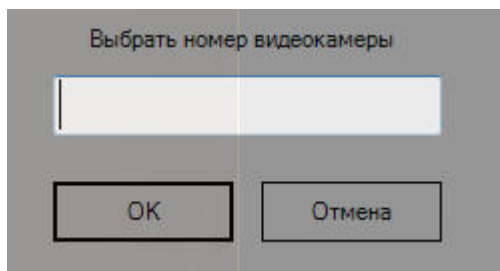 Выбрать номер видеокамеры
OK
Отмена